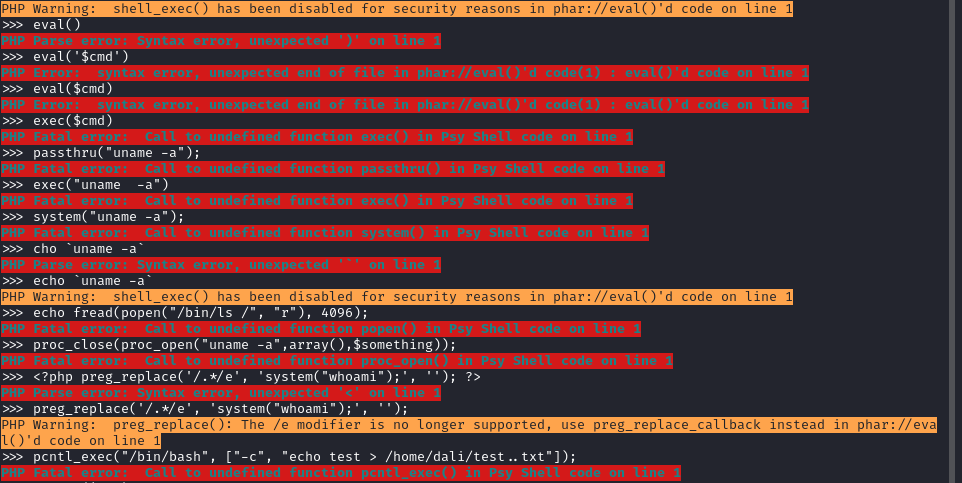 PHP Warning:  shell_exec() has been disabled for security reasons in phar://eval()'d code on line 1
>>> eval()
PHP Parse error: Syntax error, unexpected ')' on line 1
>>> eval('$cmd')
PHP Error:  syntax error, unexpected end of file in phar://eval()'d code(1) : eval()'d code on line 1
>>> eval($cmd)
PHP Error:  syntax error, unexpected end of file in phar://eval()'d code(1) : eval()'d code on line 1
>>> exec($cmd)
PHP Fatal error:  Call to undefined function exec() in Psy Shell code on line 1
>>> passthru("uname -a");
PHP Fatal error:  Call to undefined function passthru() in Psy Shell code on line 1
>>> exec("uname  -a")
PHP Fatal error:  Call to undefined function exec() in Psy Shell code on line 1
>>> system("uname -a");
PHP Fatal error:  Call to undefined function system() in Psy Shell code on line 1
>>> cho `uname -a`
PHP Parse error: Syntax error, unexpected '`' on line 1
>>> echo `uname -a`
PHP Warning:  shell_exec() has been disabled for security reasons in phar://eval()'d code on line 1
>>> echo fread(popen("/bin/ls /", "r"), 4096);
PHP Fatal error:  Call to undefined function popen() in Psy Shell code on line 1
>>> proc_close(proc_open("uname -a",array(),$something));
PHP Fatal error:  Call to undefined function proc_open() in Psy Shell code on line 1
>>> <?php preg_replace('/.*/e', 'system("whoami");', ''); ?>
PHP Parse error: Syntax error, unexpected '<' on line 1
>>> preg_replace('/.*/e', 'system("whoami");', '');
PHP Warning:  preg_replace(): The /e modifier is no longer supported, use preg_replace_callback instead in phar://eva
l()'d code on line 1
>>> pcntl_exec("/bin/bash", ["-c", "echo test > /home/dali/test..txt"]);
PHP Fatal error:  Call to undefined function pcntl_exec() in Psy Shell code on line 1